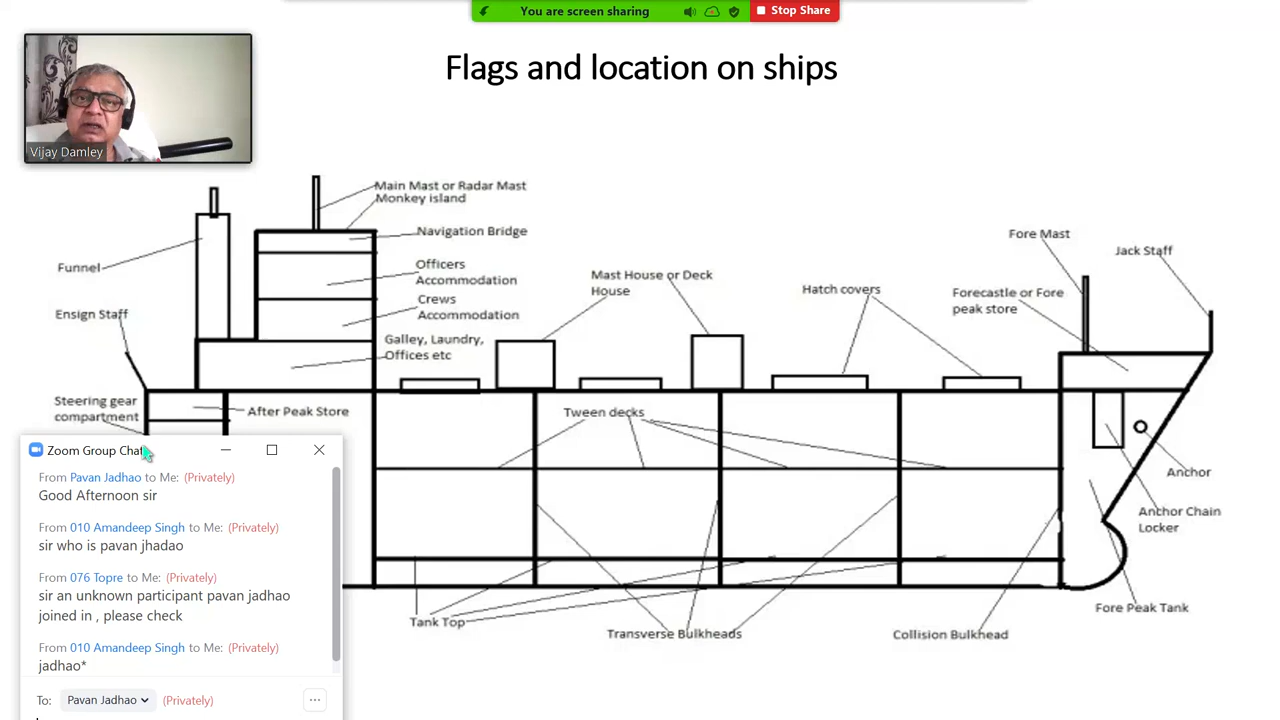 You are screen sharing
Stop Share
Flags and location on ships
Vijay Damley
Main Mast or Radar Mast
Monkey island
Navigation Bridge
Funnel
Officers
Accommodation
Crews
Accommodation
Ensign Staff
Galley, Laundry,
Offices etc
Mast House or Deck
House
Hatch covers
Fore Mast
Jack Staff
Forecastle or Fore
peak store
Steering gear
compartment
After Peak Store
Tween decks
Anchor
Anchor Chain
Locker
Fore Peak Tank
Tank Top
Transverse Bulkheads
Collision Bulkhead
Zoom Group Chat
From Pavan Jadhao to Me: (Privately)
Good Afternoon sir
From 010 Amandeep Singh to Me: (Privately)
sir who is pavan jhadao
From 076 Topre to Me: (Privately)
sir an unknown participant pavan jadhao
joined in , please check
From 010 Amandeep Singh to Me: (Privately)
jadhao*
To: Pavan Jadhao (Privately)